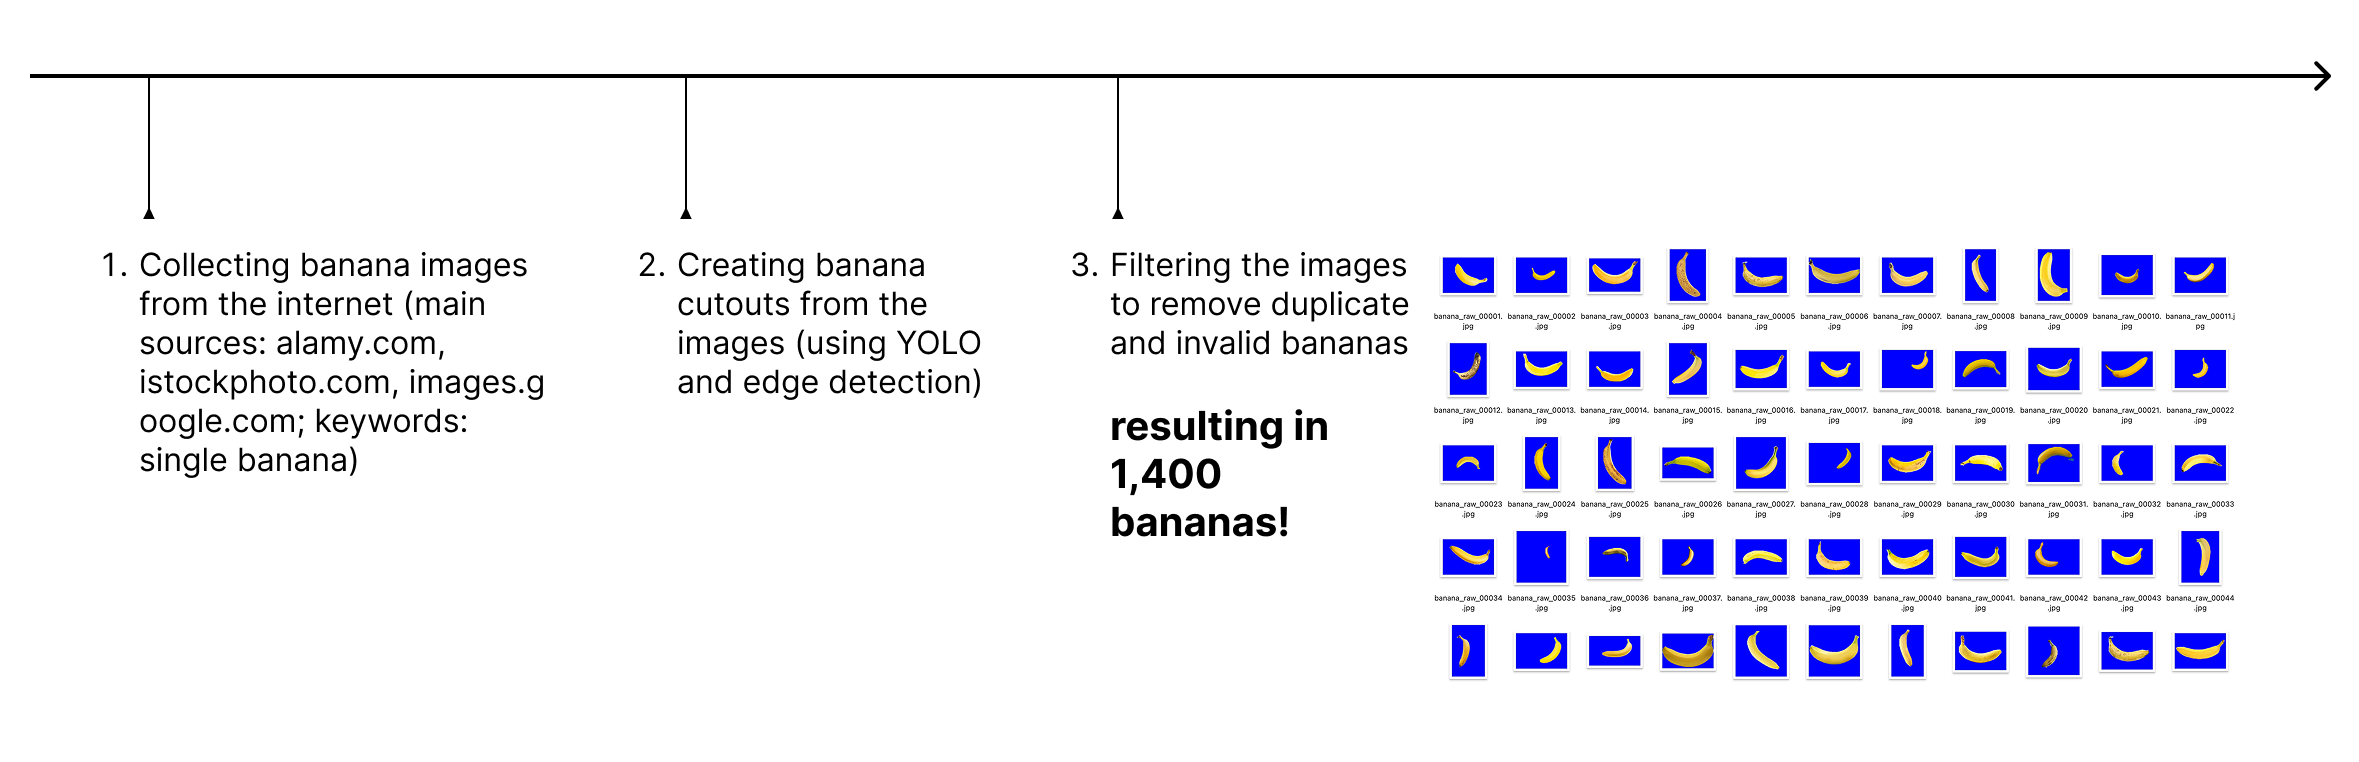 1. Collecting banana images
from the internet (main
sources: alamy.com,
istockphoto.com, images.g
oogle.com; keywords:
single banana)
2. Creating banana
cutouts from the
images (using YOLO
and edge detection)
3. Filtering the images
to remove duplicate
and invalid bananas
resulting in
1,400
bananas!
banana_raw_00001. banana_raw_00002 banana_raw_00003 banana_raw_00004 banana_raw_00005 banana_raw_00006 banana_raw_00007. banana_raw_00008 banana_raw_00009 banana_raw_00010. banana_raw_00011.j
jpg .jpg .jpg .jpg .jpg .jpg jpg .jpg .jpg jpg pg
banana_raw_00012. banana_raw_00013. banana_raw_00014. banana_raw_00015. banana_raw_00016. banana_raw_00017. banana_raw_00018. banana_raw_00019. banana_raw_00020 banana_raw_00021. banana_raw_00022
jpg jpg jpg jpg jpg jpg jpg jpg .jpg jpg .jpg
banana_raw_00023 banana_raw_00024 banana_raw_00025 banana_raw_00026 banana_raw_00027. banana_raw_00028 banana_raw_00029 banana_raw_00030 banana_raw_00031. banana_raw_00032 banana_raw_00033
.jpg .jpg .jpg .jpg jpg .jpg .jpg .jpg jpg .jpg .jpg
banana_raw_00034 banana_raw_00035 banana_raw_00036 banana_raw_00037. banana_raw_00038 banana_raw_00039 banana_raw_00040 banana_raw_00041. banana_raw_00042 banana_raw_00043 banana_raw_00044
.jpg .jpg .jpg jpg .jpg .jpg .jpg jpg .jpg .jpg .jpg